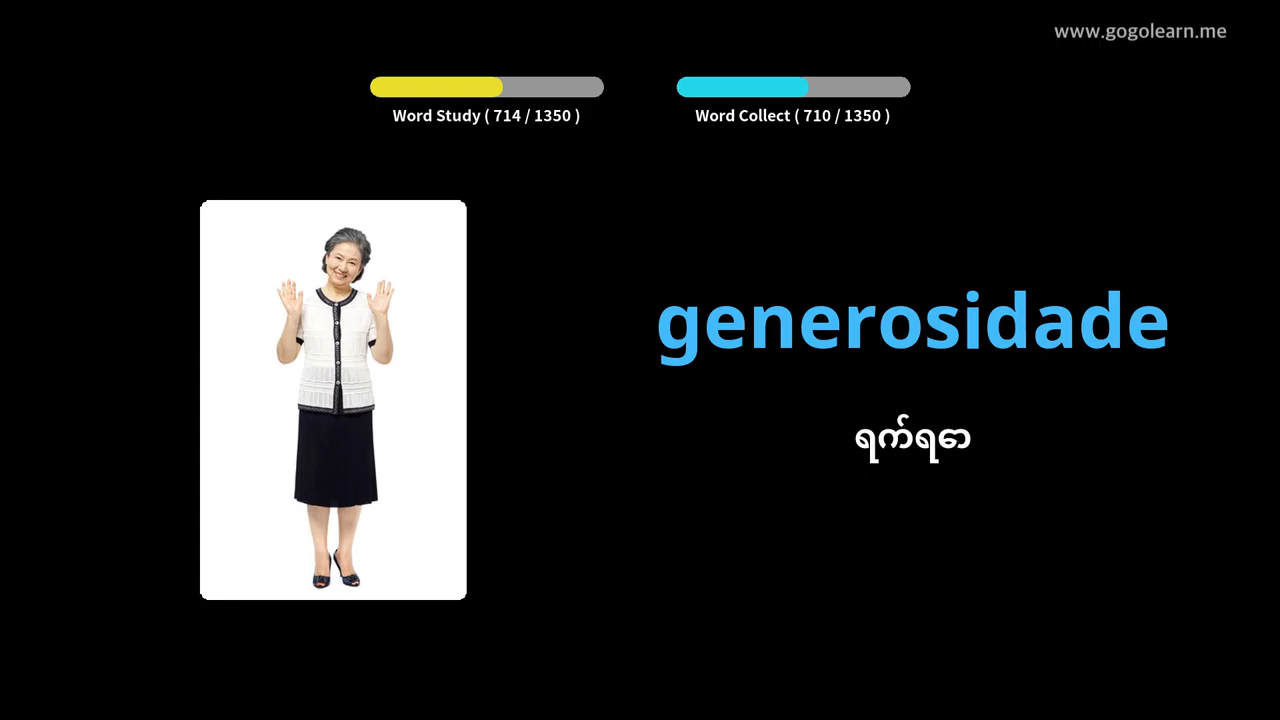 www.gogolearn.me
Word Study ( 714 / 1350 )
Word Collect ( 710 / 1350 )
generosidade
ရက်ရော